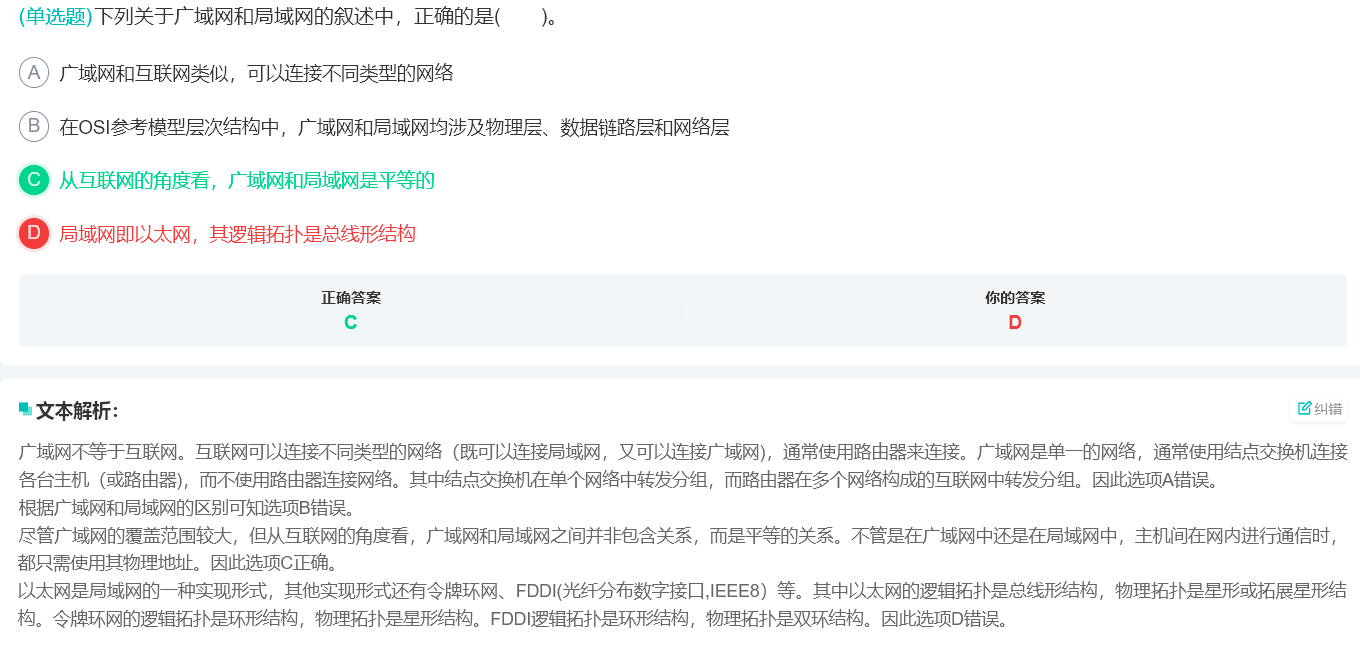 (单选题)下列关于广域网和局域网的叙述中，正确的是(　　)。
A 广域网和互联网类似，可以连接不同类型的网络
B 在OSI参考模型层次结构中，广域网和局域网均涉及物理层、数据链路层和网络层
C 从互联网的角度看，广域网和局域网是平等的
D 局域网即以太网，其逻辑拓扑是总线形结构
正确答案 你的答案
C D
文本解析： 纠错
广域网不等于互联网。互联网可以连接不同类型的网络（既可以连接局域网，又可以连接广域网)，通常使用路由器来连接。广域网是单一的网络，通常使用结点交换机连接
各台主机（或路由器)，而不使用路由器连接网络。其中结点交换机在单个网络中转发分组，而路由器在多个网络构成的互联网中转发分组。因此选项A错误。
根据广域网和局域网的区别可知选项B错误。
尽管广域网的覆盖范围较大，但从互联网的角度看，广域网和局域网之间并非包含关系，而是平等的关系。不管是在广域网中还是在局域网中，主机间在网内进行通信时，
都只需使用其物理地址。因此选项C正确。
以太网是局域网的一种实现形式，其他实现形式还有令牌环网、FDDI(光纤分布数字接口,IEEE8）等。其中以太网的逻辑拓扑是总线形结构，物理拓扑是星形或拓展星形结
构。令牌环网的逻辑拓扑是环形结构，物理拓扑是星形结构。FDDI逻辑拓扑是环形结构，物理拓扑是双环结构。因此选项D错误。